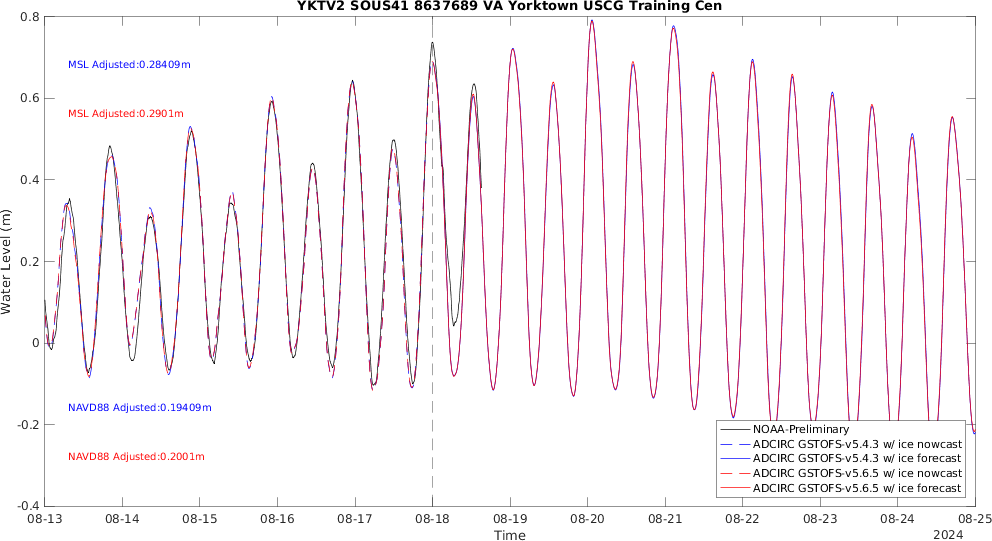 YKTV2 SOUS41 8637689 VA Yorktown USCG Training Cen
0.8
0.6
0.4
0.2
0
-0.2
-0.4
Water Level (m)
MSL Adjusted:0.28409m
MSL Adjusted:0.2901m
NAVD88 Adjusted:0.19409m
NAVD88 Adjusted:0.2001m
NOAA-Preliminary
ADCIRC GSTOFS-v5.4.3 w/ ice nowcast
ADCIRC GSTOFS-v5.4.3 w/ ice forecast
ADCIRC GSTOFS-v5.6.5 w/ ice nowcast
ADCIRC GSTOFS-v5.6.5 w/ ice forecast
08-13 08-14 08-15 08-16 08-17 08-18 08-19 08-20 08-21 08-22 08-23 08-24 08-25
Time
2024